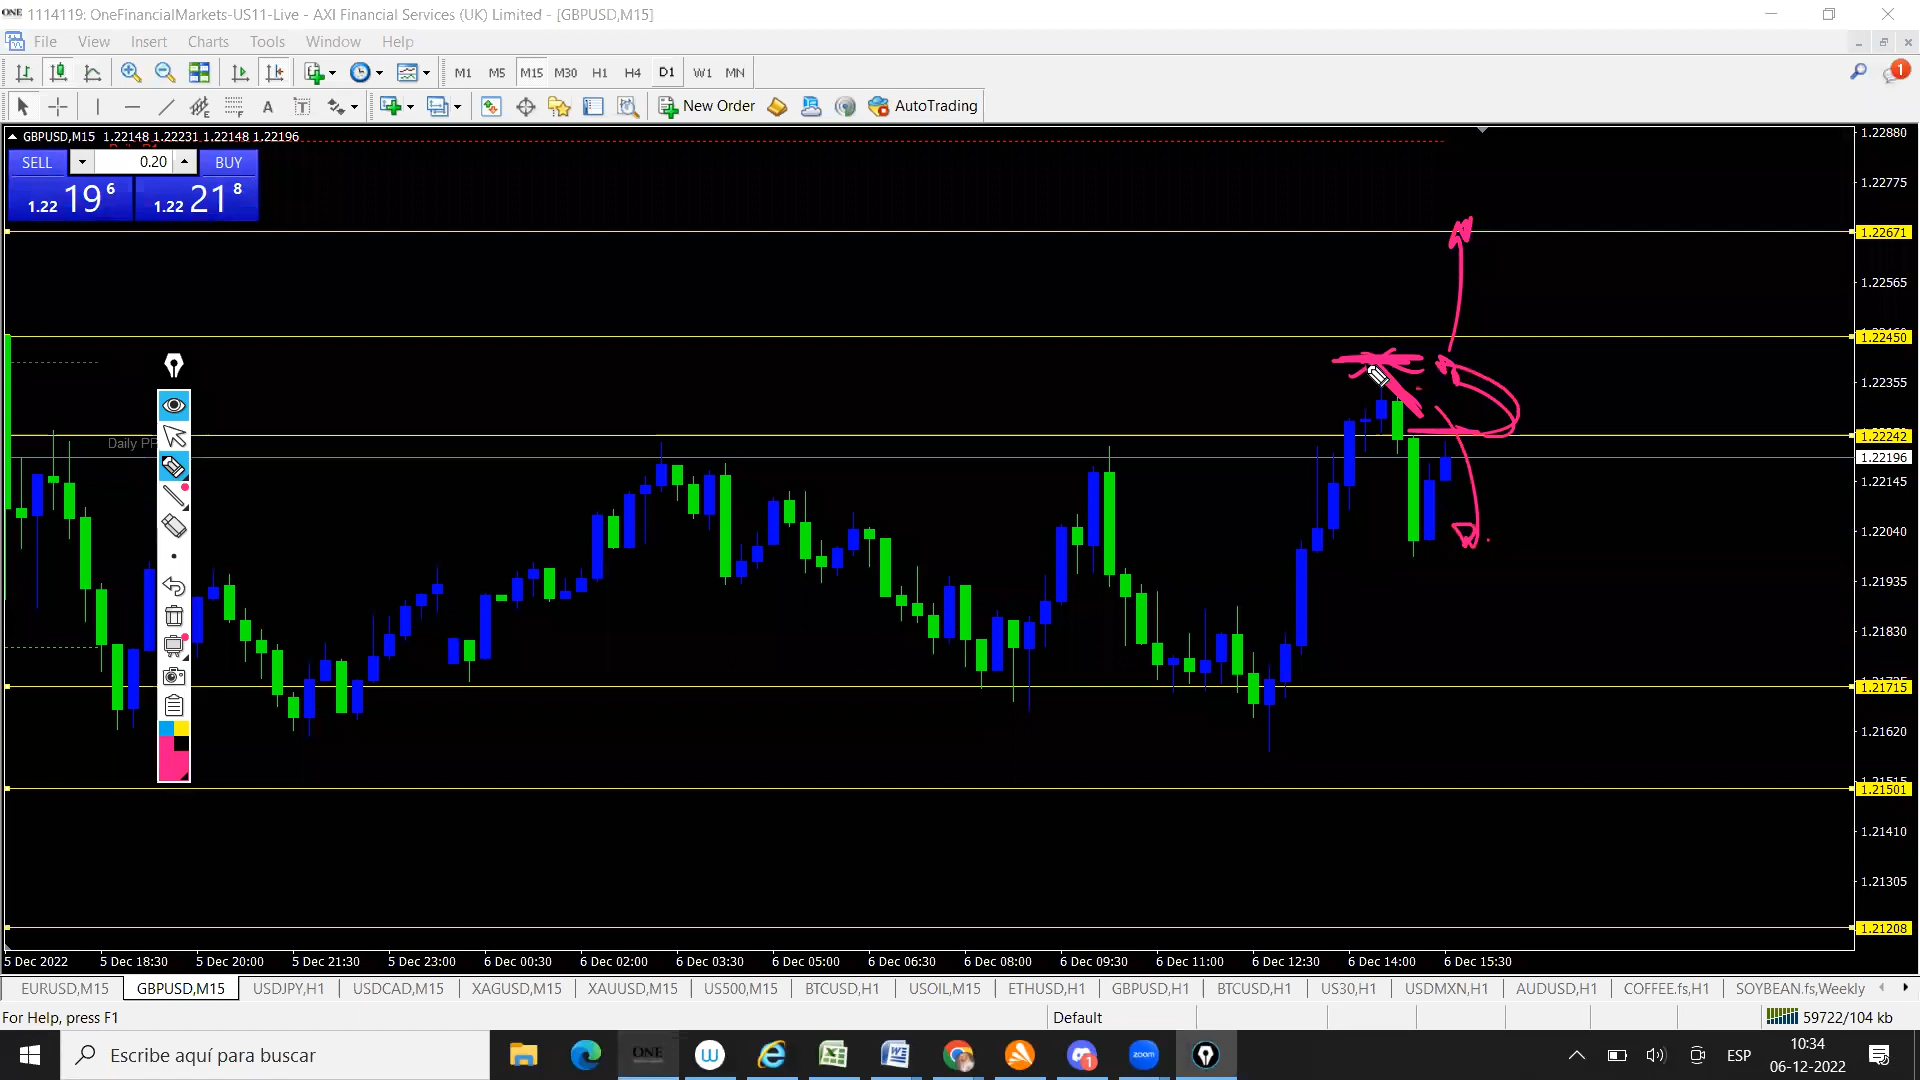 ONE 1114119: OneFinancialMarkets-US11-Live - AXI Financial Services (UK) Limited - [GBPUSD,M15]
File View Insert Charts Tools Window Help
M1 M5 M15 M30 H1 H4 D1 W1 MN 1
A T New Order AutoTrading
GBPUSD,M15 1.22148 1.22231 1.22148 1.22196
SELL 0.20 BUY
1.22 19 6 1.22 21 8
Daily PP
1.22880
1.22775
1.22671
1.22565
1.22450
1.22355
1.22242
1.22196
1.22145
1.22040
1.21935
1.21830
1.21715
1.21620
1.21515
1.21501
1.21410
1.21305
1.21208
5 Dec 2022 5 Dec 18:30 5 Dec 20:00 5 Dec 21:30 5 Dec 23:00 6 Dec 00:30 6 Dec 02:00 6 Dec 03:30 6 Dec 05:00 6 Dec 06:30 6 Dec 08:00 6 Dec 09:30 6 Dec 11:00 6 Dec 12:30 6 Dec 14:00 6 Dec 15:30
EURUSD,M15 GBPUSD,M15 USDJPY,H1 USDCAD,M15 XAGUSD,M15 XAUUSD,M15 US500,M15 BTCUSD,H1 USOIL,M15 ETHUSD,H1 GBPUSD,H1 BTCUSD,H1 US30,H1 USDMXN,H1 AUDUSD,H1 COFFEE.fs,H1 SOYBEAN.fs,Weekly
For Help, press F1 Default 59722/104 kb
Escribe aquí para buscar ONE zoom ESP 10:34
06-12-2022